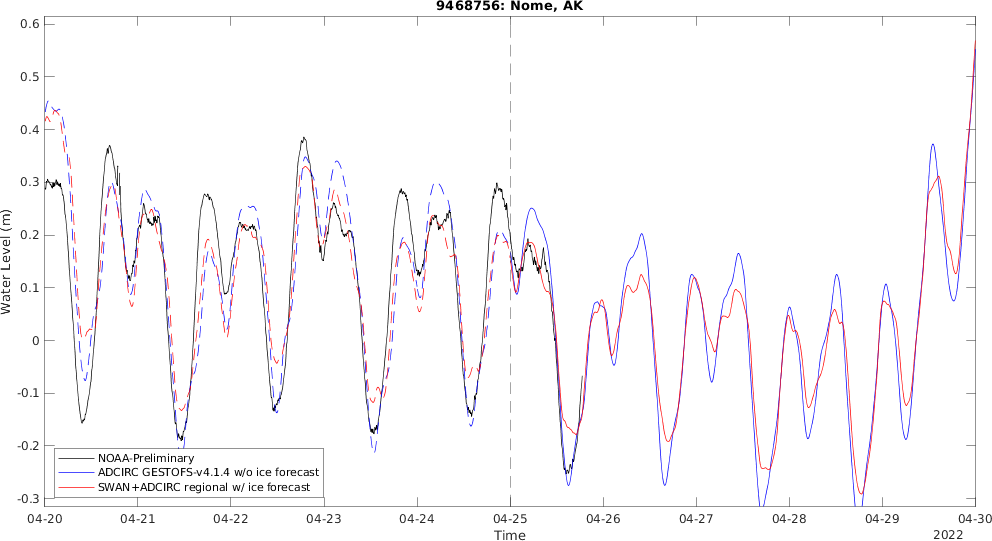 9468756: Nome, AK
Water Level (m)
0.6
0.5
0.4
0.3
0.2
0.1
0
-0.1
-0.2
-0.3
NOAA-Preliminary
ADCIRC GESTOFS-v4.1.4 w/o ice forecast
SWAN+ADCIRC regional w/ ice forecast
04-20 04-21 04-22 04-23 04-24 04-25 04-26 04-27 04-28 04-29 04-30
Time
2022